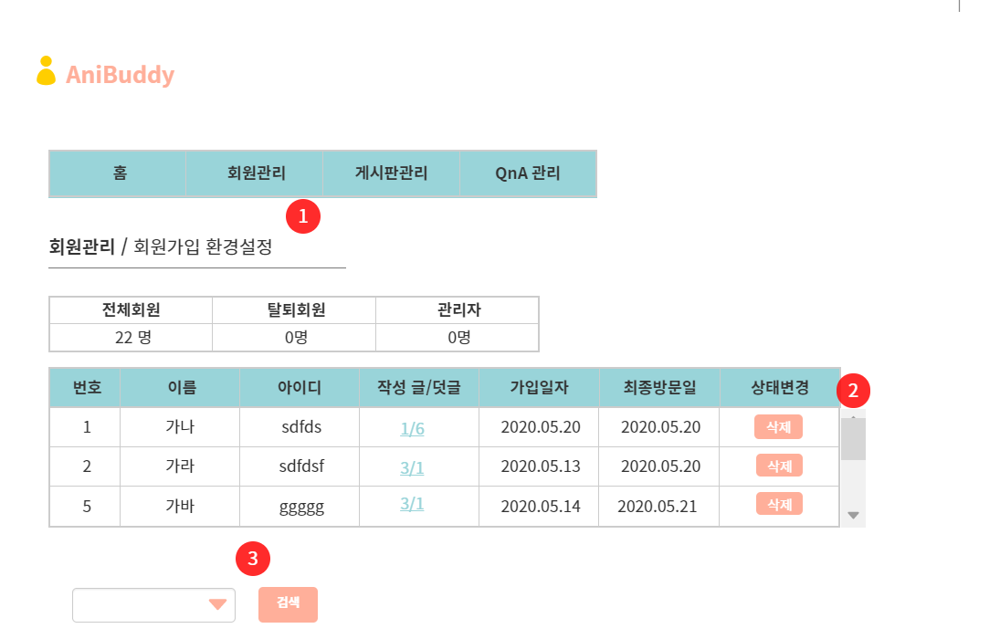 AniBuddy
홈 회원관리 게시판관리 QnA 관리
1
회원관리 / 회원가입 환경설정
전체회원 탈퇴회원 관리자
22 명 0명 0명
번호 이름 아이디 작성 글/덧글 가입일자 최종방문일 상태변경
2
1 가나 sdfds 1/6 2020.05.20 2020.05.20 삭제
2 가라 sdfdsf 3/1 2020.05.13 2020.05.20 삭제
5 가바 ggggg 3/1 2020.05.14 2020.05.21 삭제
3
검색